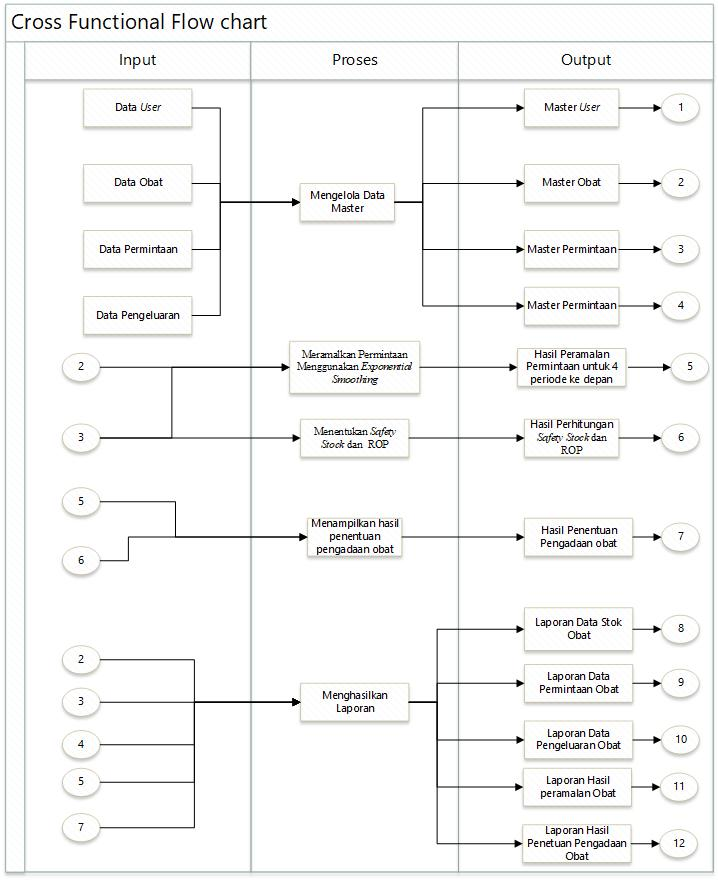 Cross Functional Flow chart
Input
Proses
Output
Data User
Data Obat
Data Permintaan
Data Pengeluaran
Mengelola Data
Master
Master User
1
Master Obat
2
Master Permintaan
3
Master Permintaan
4
2
3
Meramalkan Permintaan
Menggunakan Exponential
Smoothing
Hasil Peramalan
Permintaan untuk 4
periode ke depan
5
Menentukan Safety
Stock dan ROP
Hasil Perhitungan
Safety Stock dan
ROP
6
5
6
Menampilkan hasil
penentuan
pengadaan obat
Hasil Penentuan
Pengadaan obat
7
2
3
4
5
7
Menghasilkan
Laporan
Laporan Data Stok
Obat
8
Laporan Data
Permintaan Obat
9
Laporan Data
Pengeluaran Obat
10
Laporan Hasil
peramalan Obat
11
Laporan Hasil
Penetuan Pengadaan
Obat
12